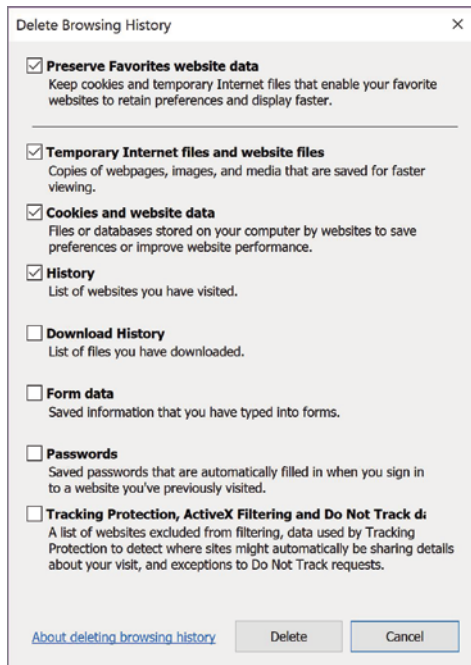 Delete Browsing History
Preserve Favorites website data
Keep cookies and temporary Internet files that enable your favorite
websites to retain preferences and display faster.
Temporary Internet files and website files
Copies of webpages, images, and media that are saved for faster
viewing.
Cookies and website data
Files or databases stored on your computer by websites to save
preferences or improve website performance.
History
List of websites you have visited.
Download History
List of files you have downloaded.
Form data
Saved information that you have typed into forms.
Passwords
Saved passwords that are automatically filled in when you sign in
to a website you've previously visited.
Tracking Protection, ActiveX Filtering and Do Not Track
A list of websites excluded from filtering, data used by Tracking
Protection to detect where sites might automatically be sharing details
about your visit, and exceptions to Do Not Track requests.
About deleting browsing history
Delete
Cancel